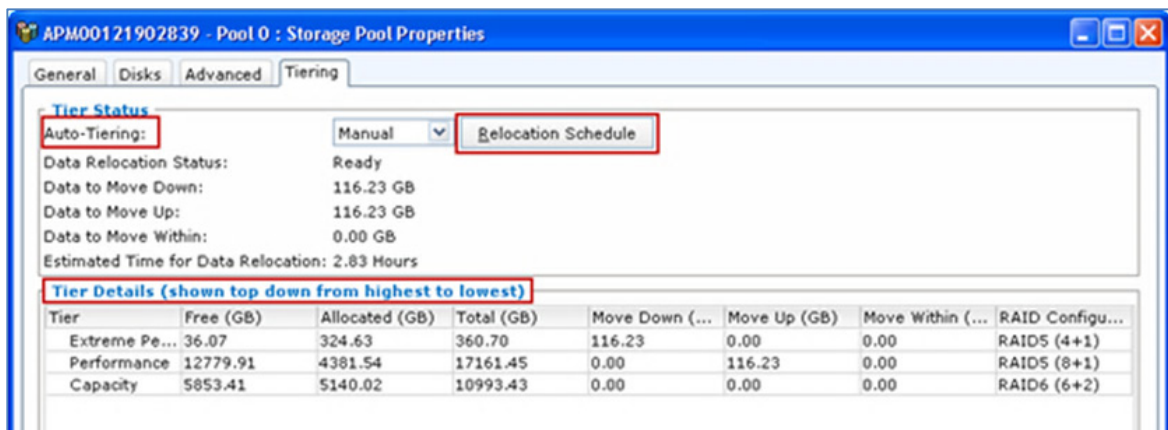 APM00121902839 - Pool 0 : Storage Pool Properties
General Disks Advanced Tiering
Tier Status
Auto-Tiering: Manual Relocation Schedule
Data Relocation Status: Ready
Data to Move Down: 116.23 GB
Data to Move Up: 116.23 GB
Data to Move Within: 0.00 GB
Estimated Time for Data Relocation: 2.83 Hours
Tier Details (shown top down from highest to lowest)
Tier Free (GB) Allocated (GB) Total (GB) Move Down (... Move Up (GB) Move Within (... RAID Configu...
Extreme Pe... 36.07 324.63 360.70 116.23 0.00 0.00 RAID5 (4+1)
Performance 12779.91 4381.54 17161.45 0.00 116.23 0.00 RAID5 (8+1)
Capacity 5853.41 5140.02 10993.43 0.00 0.00 0.00 RAID6 (6+2)